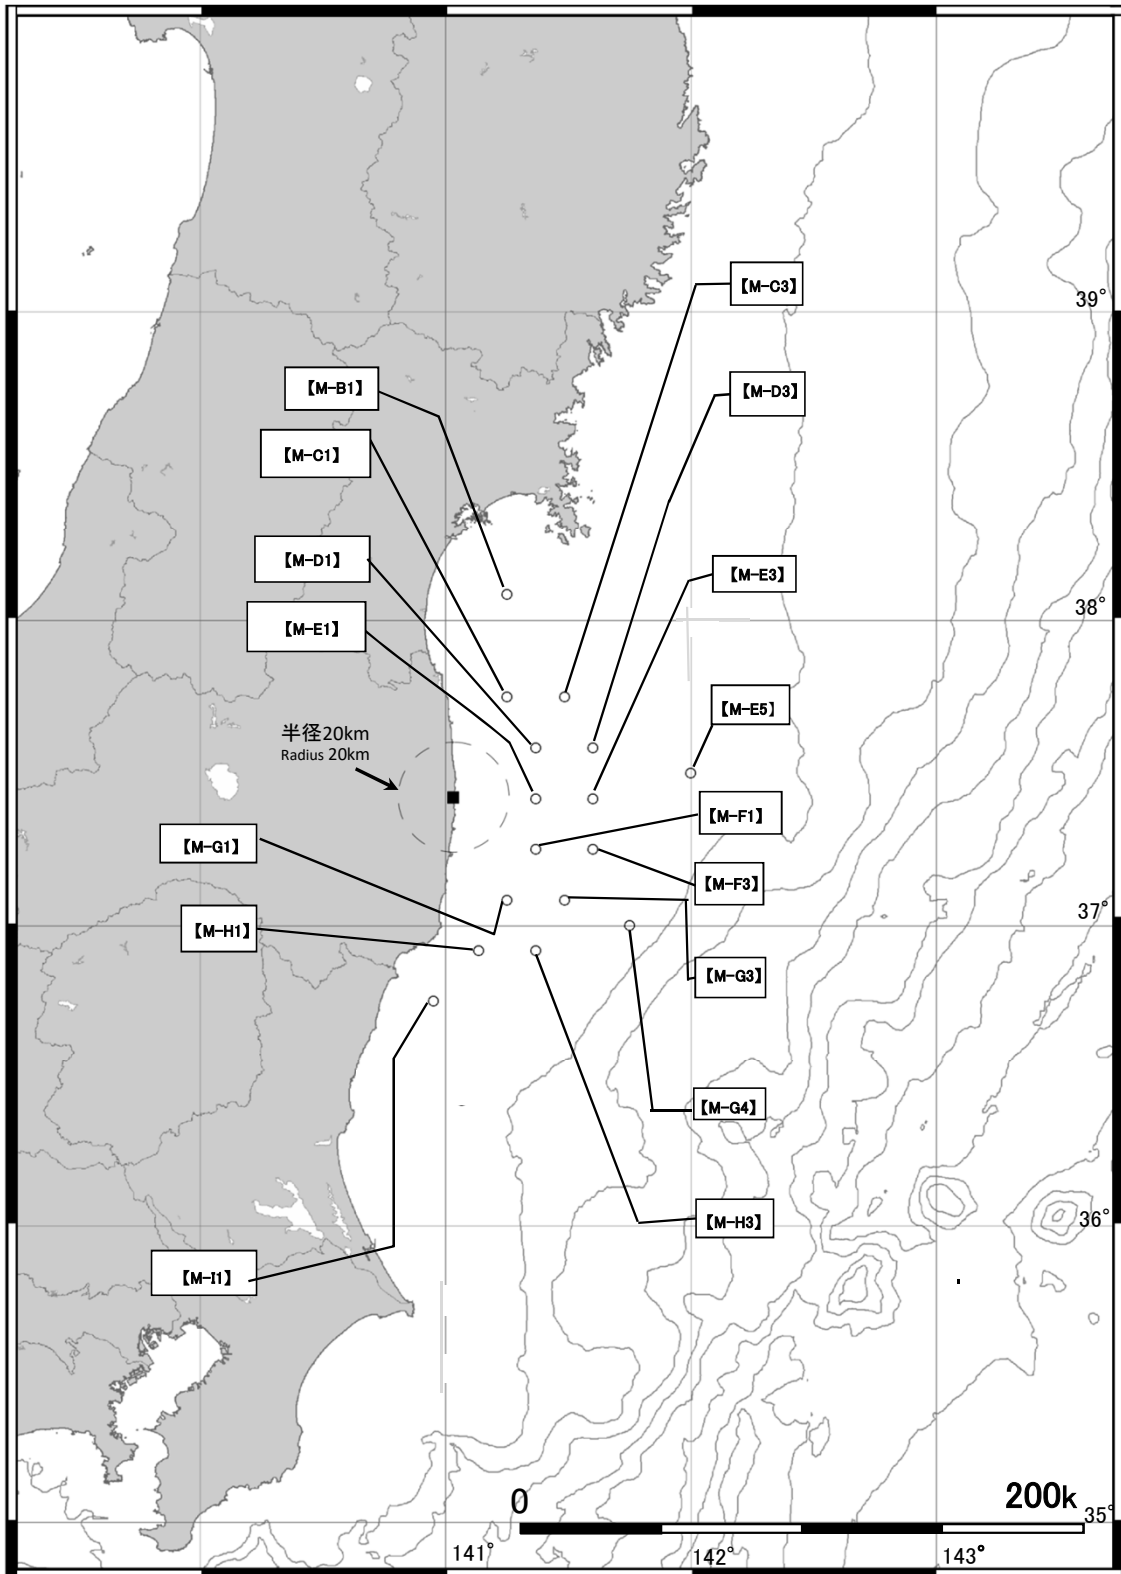 【M-C3】
39°
【M-B1】
【M-D3】
【M-C1】
【M-D1】
【M-E3】
【M-E1】
38°
【M-E5】
半径20km
Radius 20km
【M-F1】
【M-G1】
【M-F3】
【M-H1】
37°
【M-G3】
【M-G4】
【M-H3】
36°
【M-I1】
0
200k
35°
141°
142°
143°